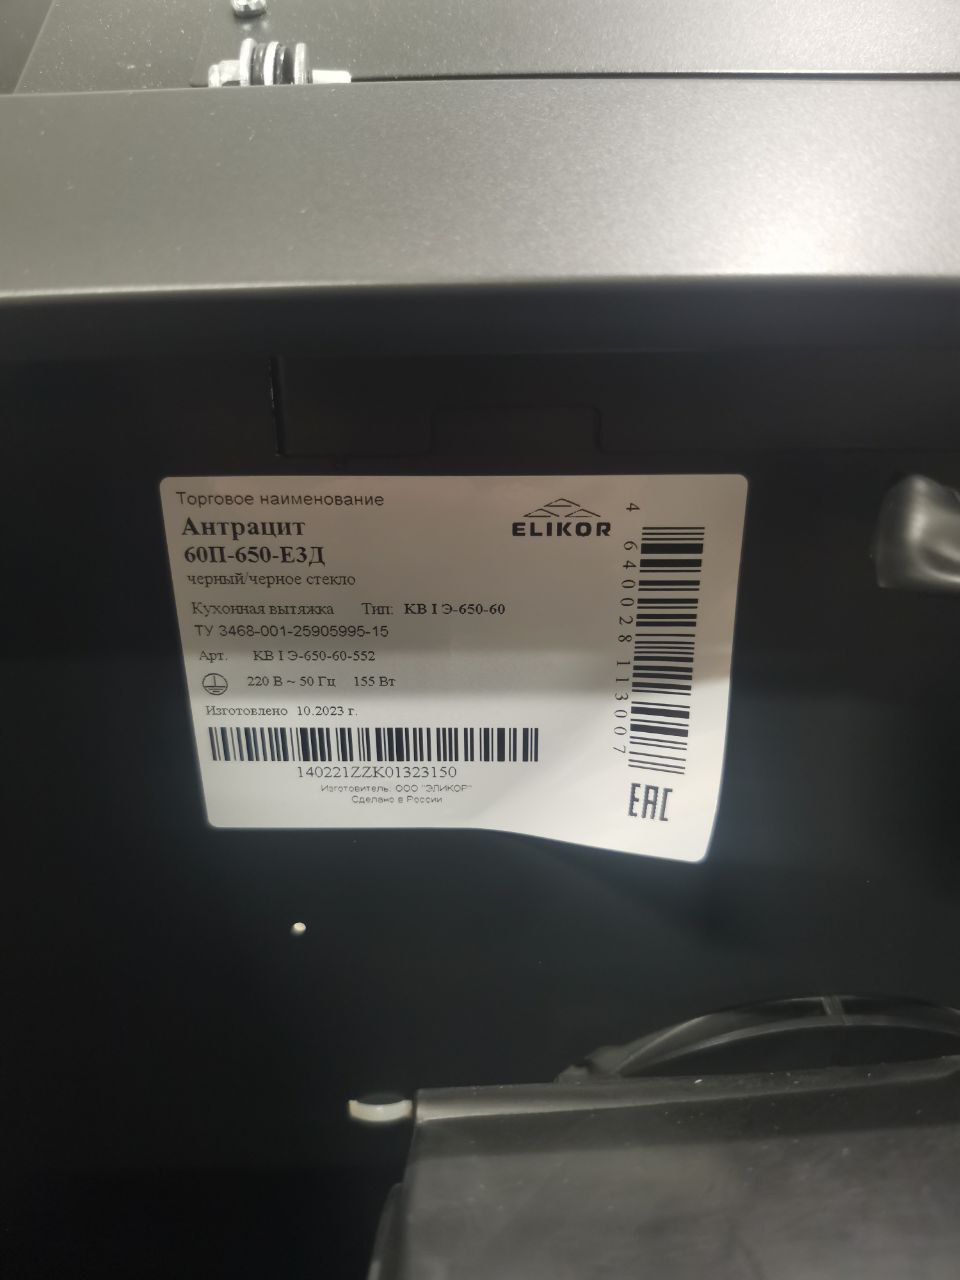 Торговое наименование
Антрацит
60П-650-Е3Д
черный/черное стекло
ELIKOR
Кухонная вытяжка Тип: КВ I Э-650-60
ТУ 3468-001-25905995-15
Арт. КВ I Э-650-60-552
220 В ~ 50 Гц 155 Вт
Изготовлено 10.2023 г.
140221ZZK01323150
Изготовитель: ООО "ЭЛИКОР"
Сделано в России
4 640028 113007
EAC